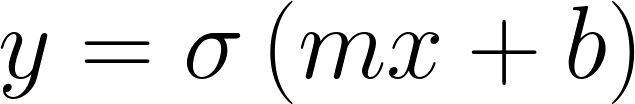 y = σ (mx + b)